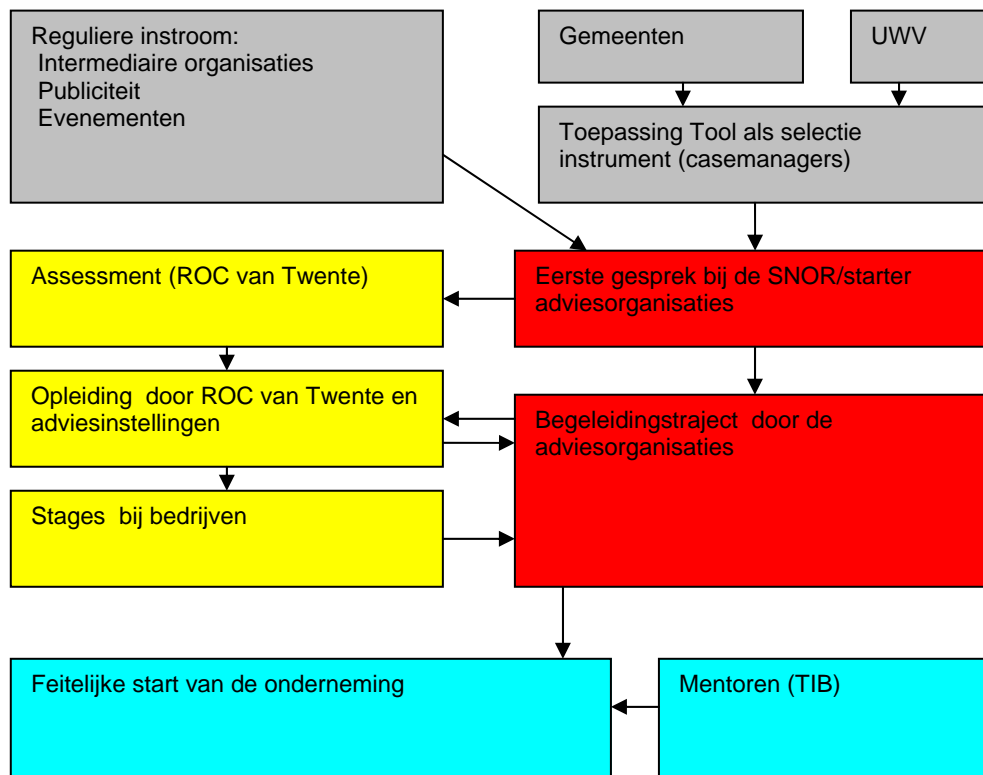 Reguliere instroom:
Intermediaire organisaties
Publiciteit
Evenementen
Gemeenten
UWV
Toepassing Tool als selectie
instrument (casemanagers)
Assessment (ROC van Twente)
Eerste gesprek bij de SNOR/starter
adviesorganisaties
Opleiding  door ROC van Twente en
adviesinstellingen
Begeleidingstraject  door de
adviesorganisaties
Stages  bij bedrijven
Feitelijke start van de onderneming
Mentoren (TIB)